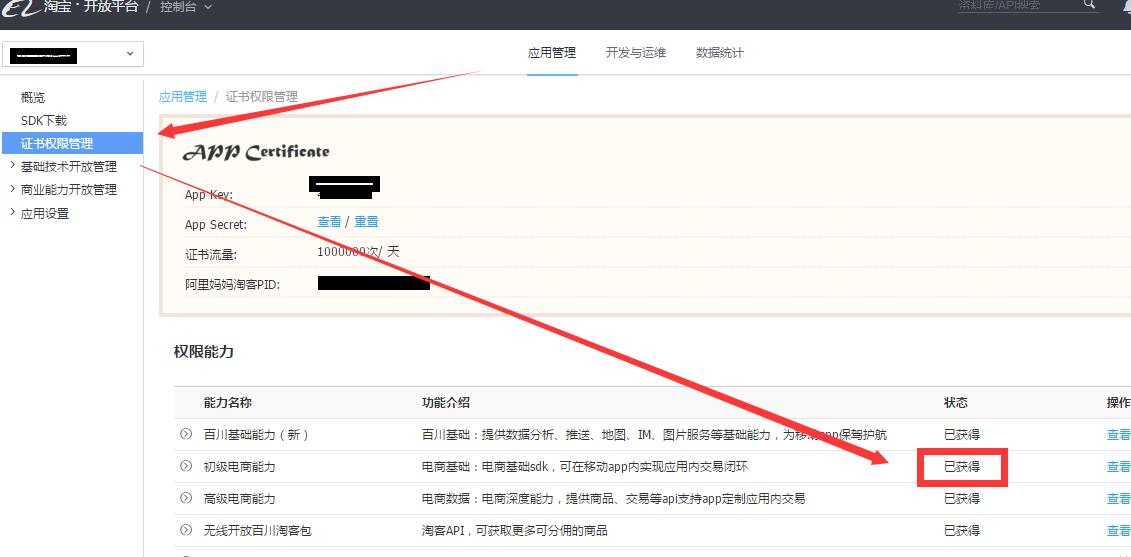 淘宝·开放平台 / 控制台
资料库/API搜索
应用管理 开发与运维 数据统计
概览
SDK下载
证书权限管理
基础技术开放管理
商业能力开放管理
应用设置
应用管理 / 证书权限管理
APP Certificate
App Key:
App Secret: 查看 / 重置
证书流量: 1000000次/ 天
阿里妈妈淘客PID:
权限能力
能力名称 功能介绍 状态 操作
百川基础能力（新） 百川基础：提供数据分析、推送、地图、IM、图片服务等基础能力，为移动app保驾护航 已获得 查看
初级电商能力 电商基础：电商基础sdk，可在移动app内实现应用内交易闭环 已获得 查看
高级电商能力 电商数据：电商深度能力，提供商品、交易等api支持app定制应用内交易 已获得 查看
无线开放百川淘客包 淘客API，可获取更多可分佣的商品 已获得 查看